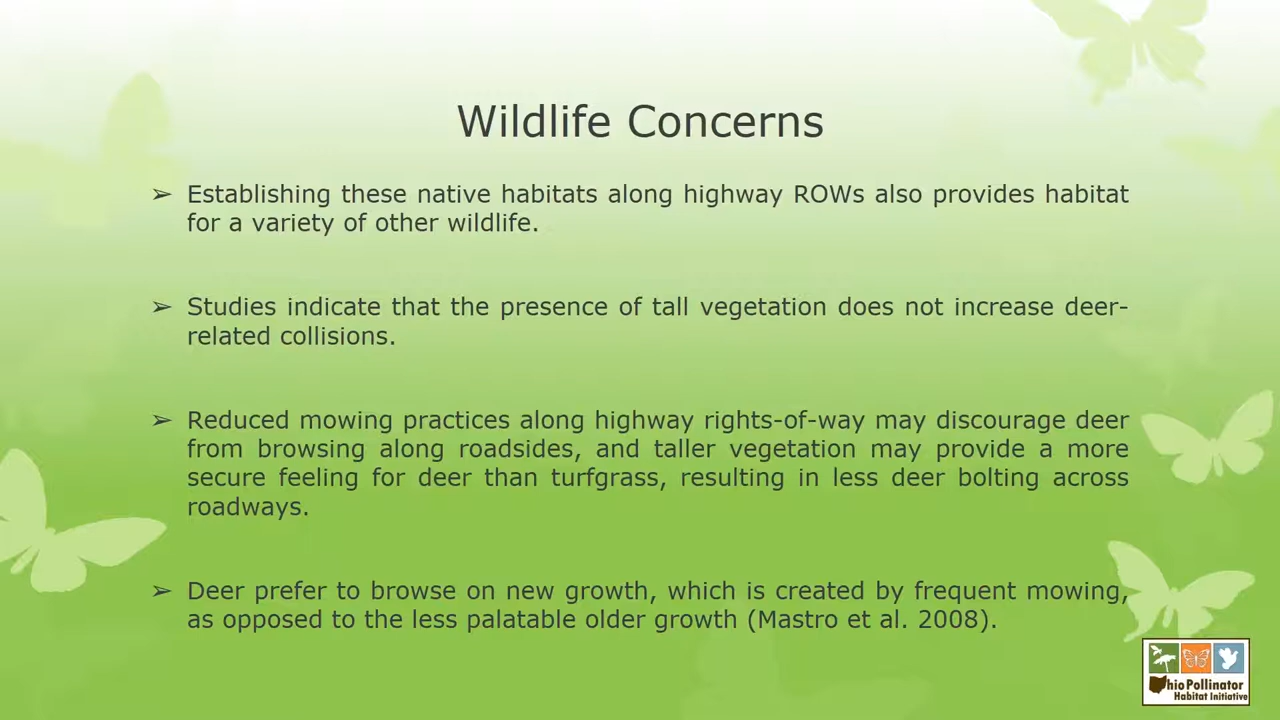 Wildlife Concerns
➢ Establishing these native habitats along highway ROWs also provides habitat
for a variety of other wildlife.
➢ Studies indicate that the presence of tall vegetation does not increase deer-
related collisions.
➢ Reduced mowing practices along highway rights-of-way may discourage deer
from browsing along roadsides, and taller vegetation may provide a more
secure feeling for deer than turfgrass, resulting in less deer bolting across
roadways.
➢ Deer prefer to browse on new growth, which is created by frequent mowing,
as opposed to the less palatable older growth (Mastro et al. 2008).
hio Pollinator
Habitat Initiative